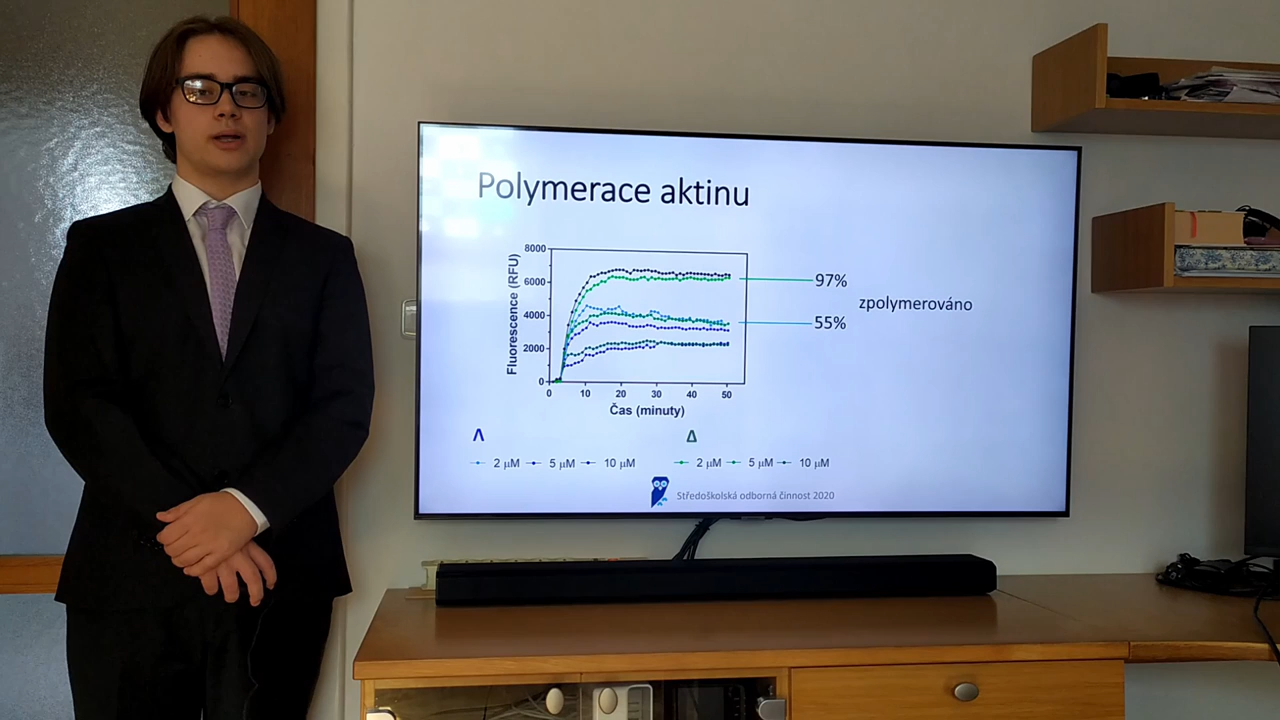 Polymerace aktinu
8000
6000
4000
2000
0
Fluorescence (RFU)
0 10 20 30 40 50
Čas (minuty)
97%
55%
zpolymerováno
Λ
2 µM 5 µM 10 µM
Δ
2 µM 5 µM 10 µM
Středoškolská odborná činnost 2020